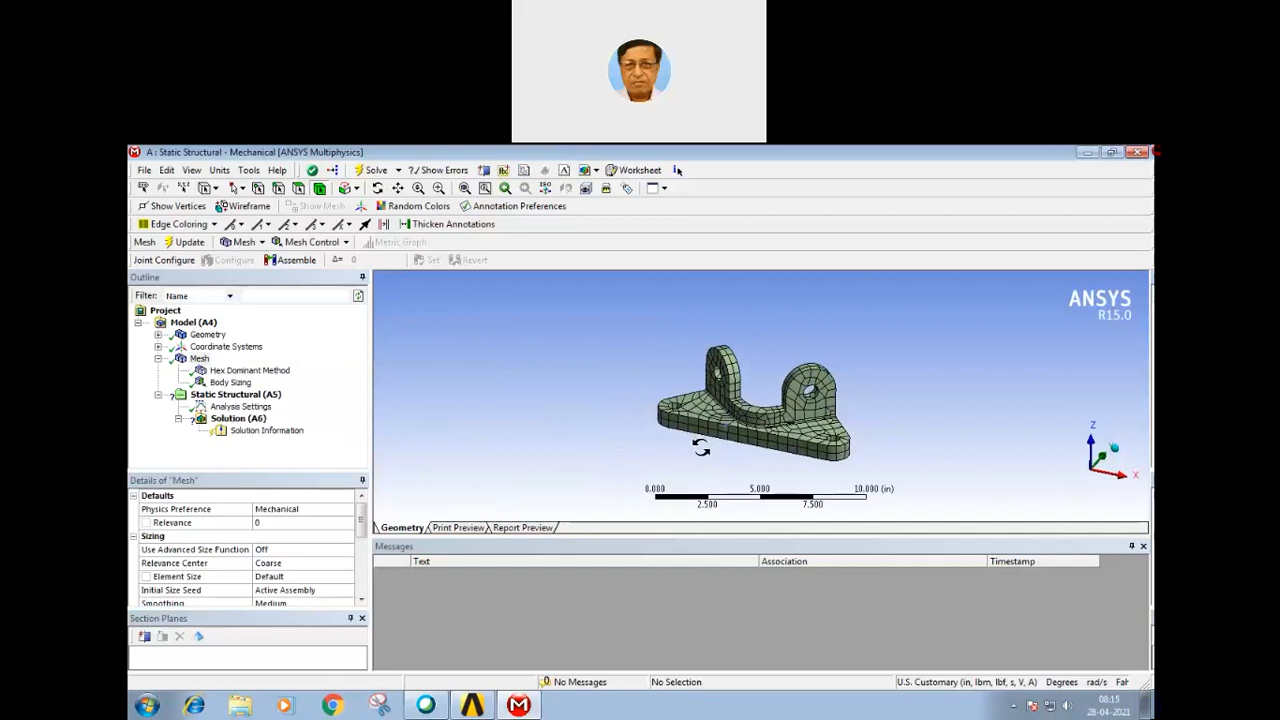 A : Static Structural - Mechanical [ANSYS Multiphysics]
File Edit View Units Tools Help Solve ?/ Show Errors Worksheet
Show Vertices Wireframe Show Mesh Random Colors Annotation Preferences
Edge Coloring Thicken Annotations
Mesh Update Mesh Mesh Control Metric Graph
Joint Configure Configure Assemble Δ= 0 Set Revert
Outline
Filter: Name
Project
Model (A4)
Geometry
Coordinate Systems
Mesh
Hex Dominant Method
Body Sizing
Static Structural (A5)
Analysis Settings
Solution (A6)
Solution Information
ANSYS
R15.0
Z
X
0.000 5.000 10.000 (in)
2.500 7.500
Geometry Print Preview Report Preview
Details of "Mesh"
Defaults
Physics Preference Mechanical
Relevance 0
Sizing
Use Advanced Size Function Off
Relevance Center Coarse
Element Size Default
Initial Size Seed Active Assembly
Smoothing Medium
Section Planes
Messages
Text Association Timestamp
No Messages No Selection U.S. Customary (in, lbm, lbf, s, V, A) Degrees rad/s Fah
08:15
28-04-2021